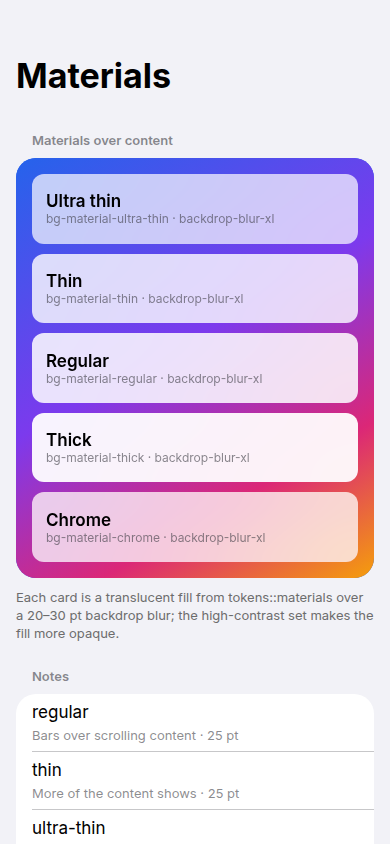 Materials
Materials over content
Ultra thin
bg-material-ultra-thin · backdrop-blur-xl
Thin
bg-material-thin · backdrop-blur-xl
Regular
bg-material-regular · backdrop-blur-xl
Thick
bg-material-thick · backdrop-blur-xl
Chrome
bg-material-chrome · backdrop-blur-xl
Each card is a translucent fill from tokens::materials over
a 20–30 pt backdrop blur; the high-contrast set makes the
fill more opaque.
Notes
regular
Bars over scrolling content · 25 pt
thin
More of the content shows · 25 pt
ultra-thin